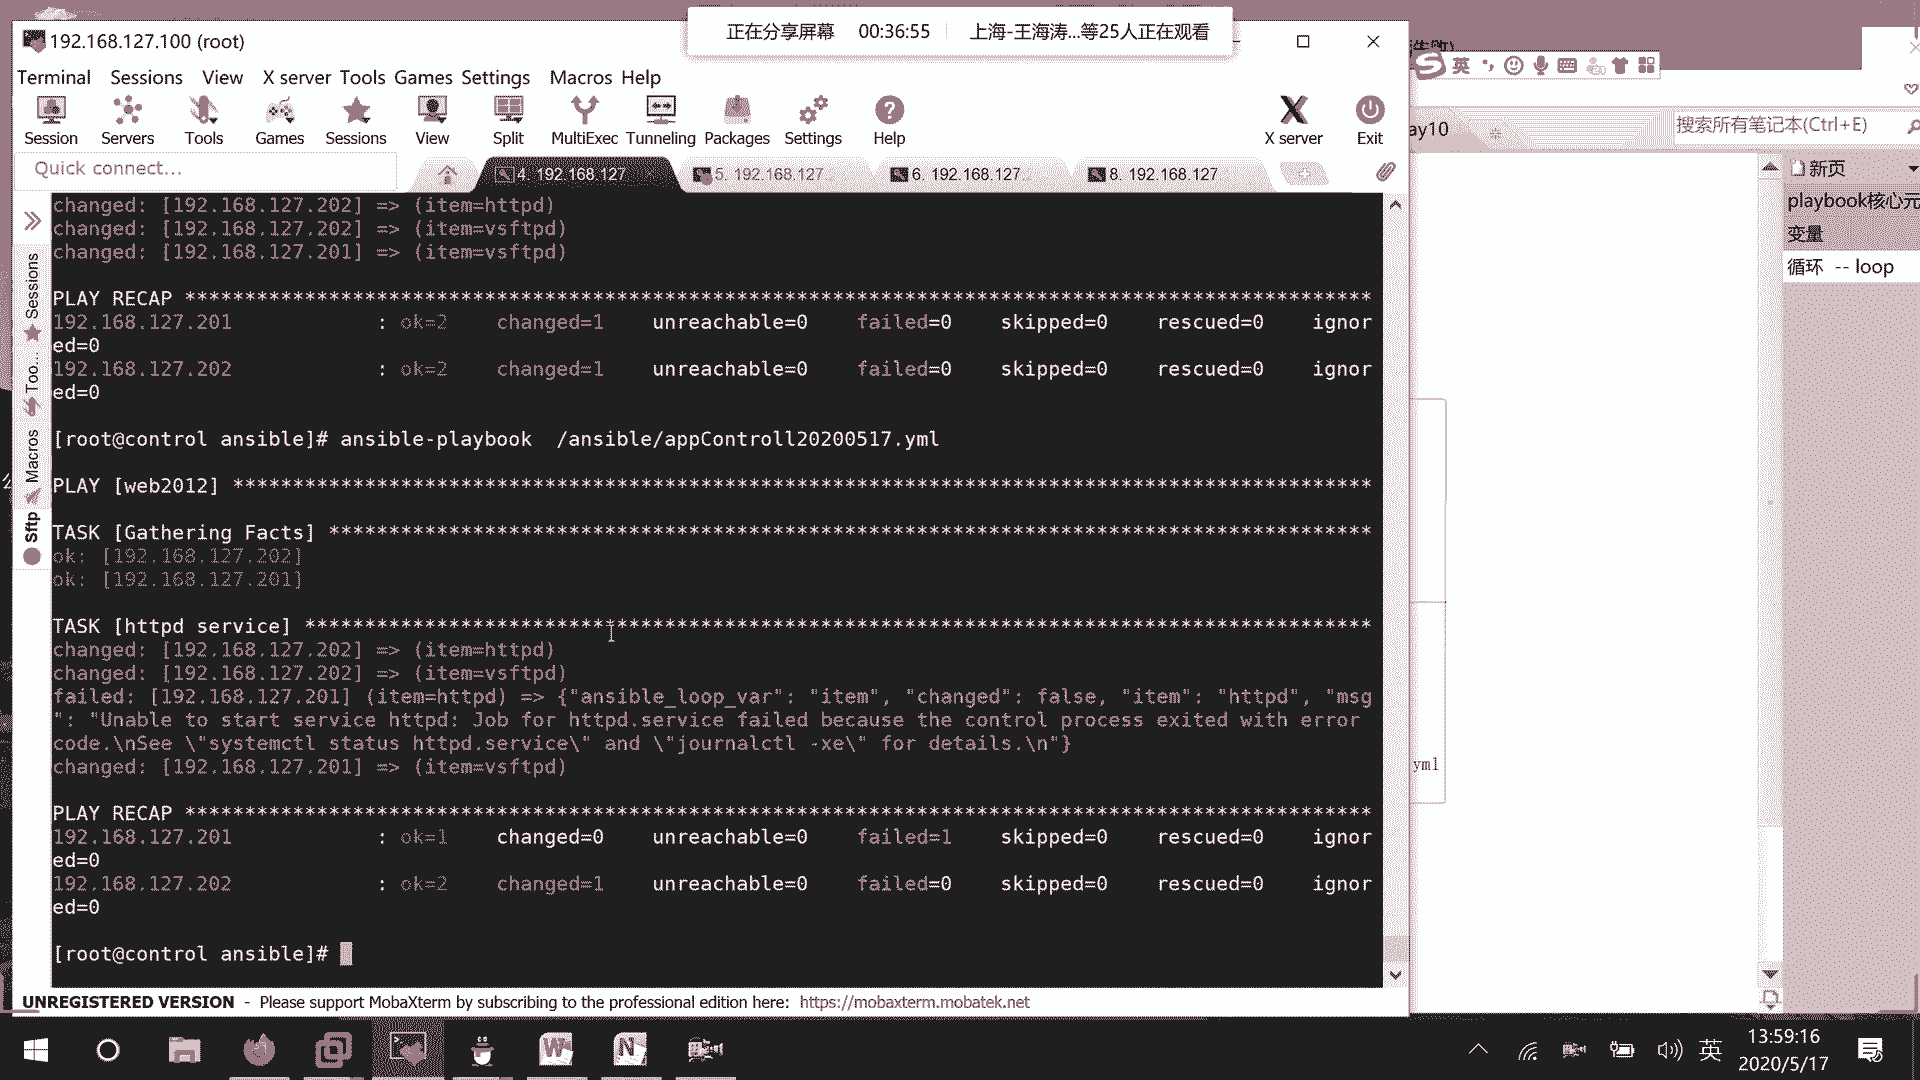 正在分享屏幕 00:36:55 上海-王海涛...等25人正在观看
192.168.127.100 (root)
Terminal Sessions View X server Tools Games Settings Macros Help
Session Servers Tools Games Sessions View Split MultiExec Tunneling Packages Settings Help X server Exit
Quick connect...
4. 192.168.127
5. 192.168.127.
6. 192.168.127.
8. 192.168.127.
Sessions
Too...
Macros
Sftp
changed: [192.168.127.202] => (item=httpd)
changed: [192.168.127.202] => (item=vsftpd)
changed: [192.168.127.201] => (item=vsftpd)
PLAY RECAP ***************************************************************************************************
192.168.127.201 : ok=2 changed=1 unreachable=0 failed=0 skipped=0 rescued=0 ignor
ed=0
192.168.127.202 : ok=2 changed=1 unreachable=0 failed=0 skipped=0 rescued=0 ignor
ed=0
[root@control ansible]# ansible-playbook /ansible/appControll20200517.yml
PLAY [web2012] ***********************************************************************************************
TASK [Gathering Facts] ***************************************************************************************
ok: [192.168.127.202]
ok: [192.168.127.201]
TASK [httpd service] *****************************************************************************************
changed: [192.168.127.202] => (item=httpd)
changed: [192.168.127.202] => (item=vsftpd)
failed: [192.168.127.201] (item=httpd) => {"ansible_loop_var": "item", "changed": false, "item": "httpd", "msg
": "Unable to start service httpd: Job for httpd.service failed because the control process exited with error
code.\nSee \"systemctl status httpd.service\" and \"journalctl -xe\" for details.\n"}
changed: [192.168.127.201] => (item=vsftpd)
PLAY RECAP ***************************************************************************************************
192.168.127.201 : ok=1 changed=0 unreachable=0 failed=1 skipped=0 rescued=0 ignor
ed=0
192.168.127.202 : ok=2 changed=1 unreachable=0 failed=0 skipped=0 rescued=0 ignor
ed=0
[root@control ansible]#
UNREGISTERED VERSION - Please support MobaXterm by subscribing to the professional edition here: https://mobaxterm.mobatek.net
英
ay10
搜索所有笔记本(Ctrl+E)
新页
playbook核心元
变量
循环 -- loop
yml
英
13:59:16
2020/5/17